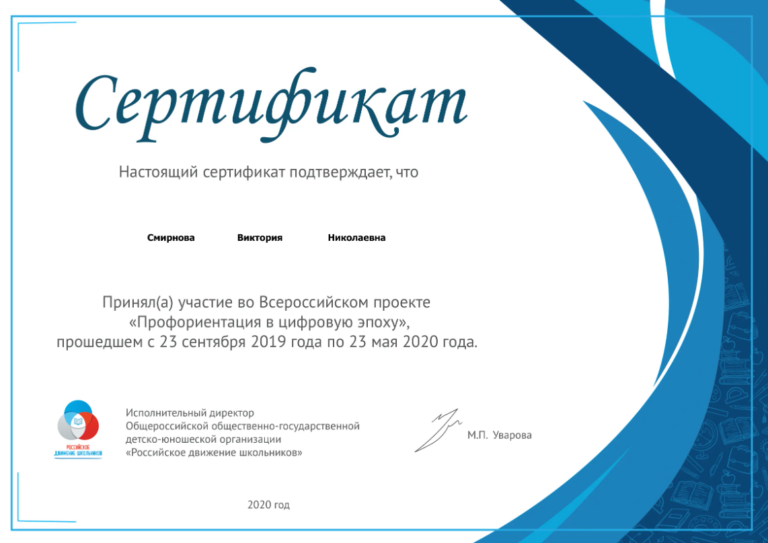 Сертификат
Настоящий сертификат подтверждает, что
Смирнова Виктория Николаевна
Принял(а) участие во Всероссийском проекте
«Профориентация в цифровую эпоху»,
прошедшем с 23 сентября 2019 года по 23 мая 2020 года.
РОССИЙСКОЕ
ДВИЖЕНИЕ ШКОЛЬНИКОВ
Исполнительный директор
Общероссийской общественно-государственной
детско-юношеской организации
«Российское движение школьников»
М.П. Уварова
2020 год